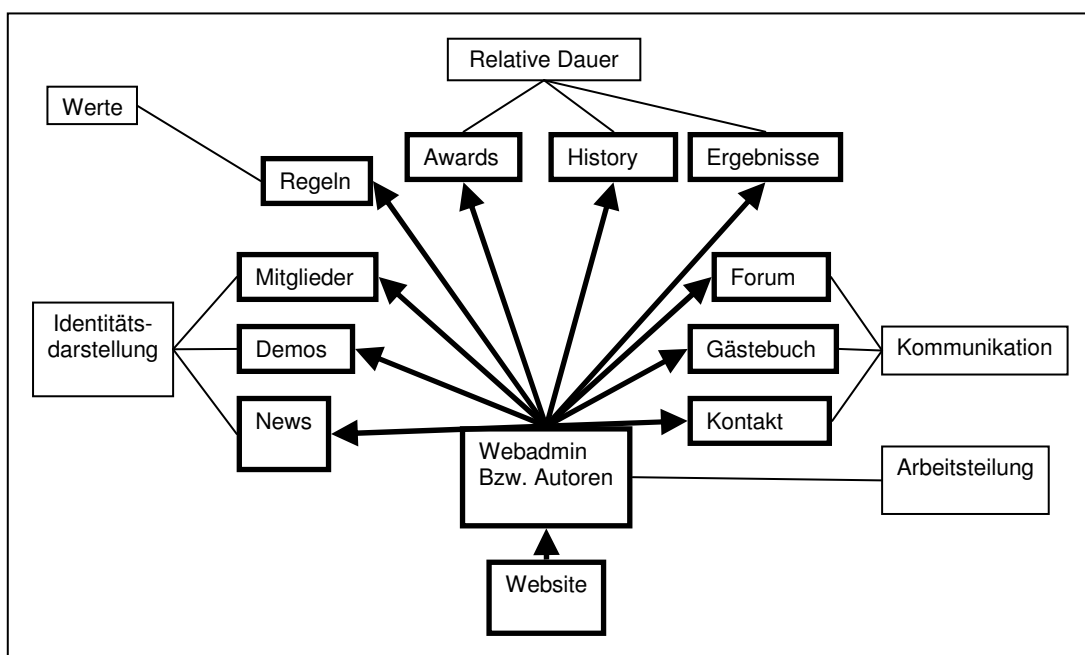 Relative Dauer
Werte
Awards
History
Ergebnisse
Regeln
Mitglieder
Forum
Identitäts-
darstellung
Demos
Gästebuch
Kommunikation
News
Kontakt
Webadmin
Bzw. Autoren
Arbeitsteilung
Website